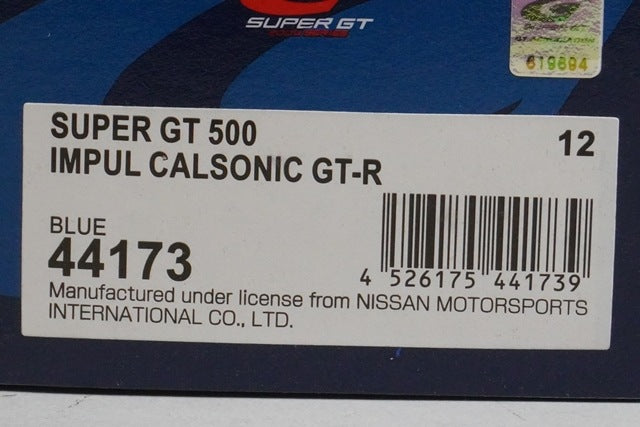 SUPER GT
619694
SUPER GT 500
12
IMPUL CALSONIC GT-R
BLUE
44173
4 526175 441739
Manufactured under license from NISSAN MOTORSPORTS
INTERNATIONAL CO., LTD.